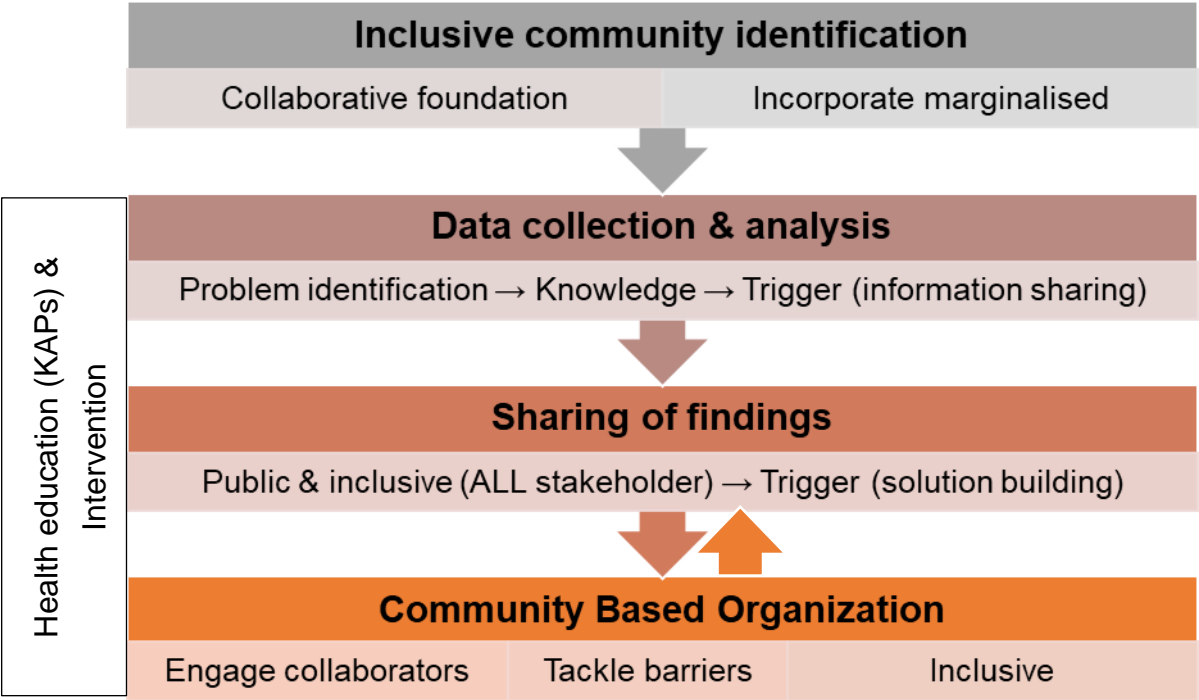 Inclusive community identification
Collaborative foundation
Incorporate marginalised
Data collection & analysis
Problem identification → Knowledge → Trigger (information sharing)
Sharing of findings
Public & inclusive (ALL stakeholder) → Trigger (solution building)
Community Based Organization
Engage collaborators
Tackle barriers
Inclusive
Health education (KAPs) &
Intervention